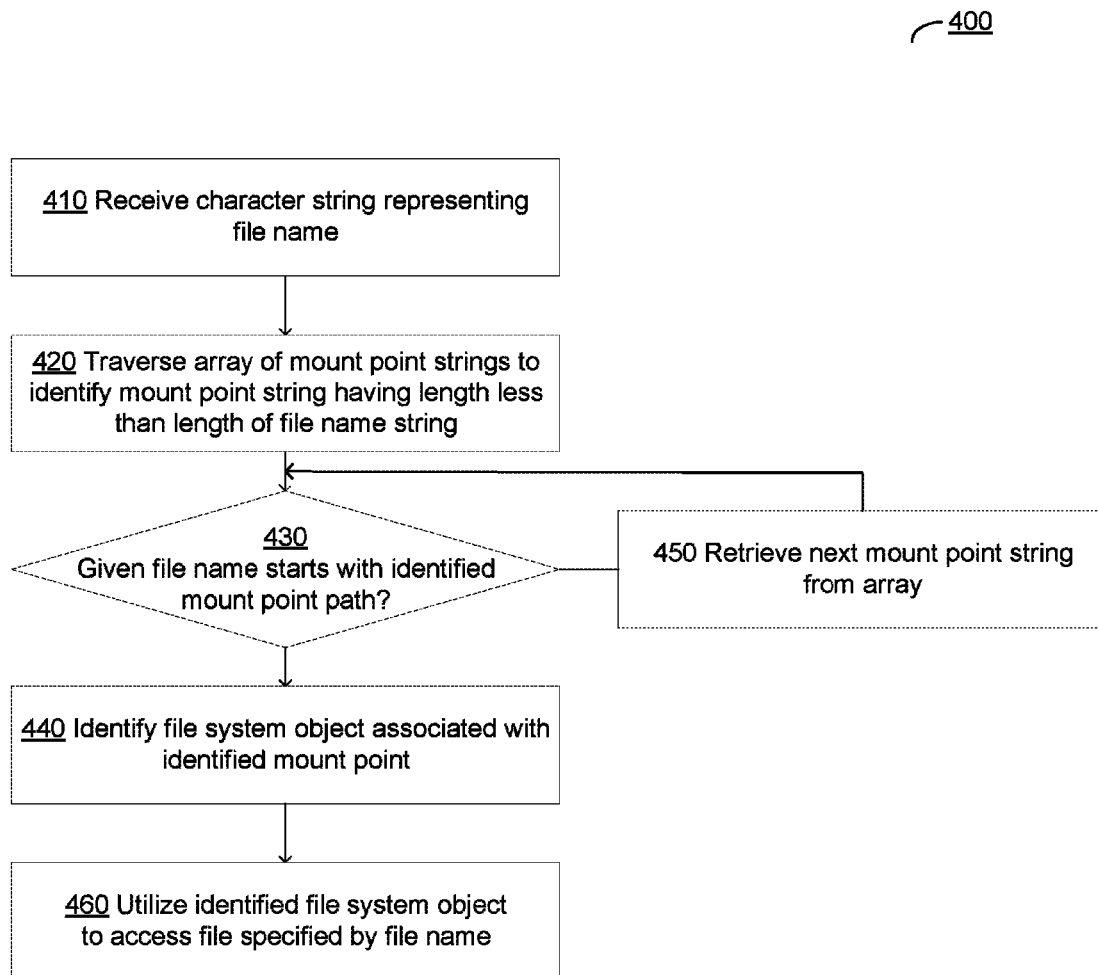 400
410 Receive character string representing
file name
420 Traverse array of mount point strings to
identify mount point string having length less
than length of file name string
430
Given file name starts with identified
mount point path?
450 Retrieve next mount point string
from array
440 Identify file system object associated with
identified mount point
460 Utilize identified file system object
to access file specified by file name